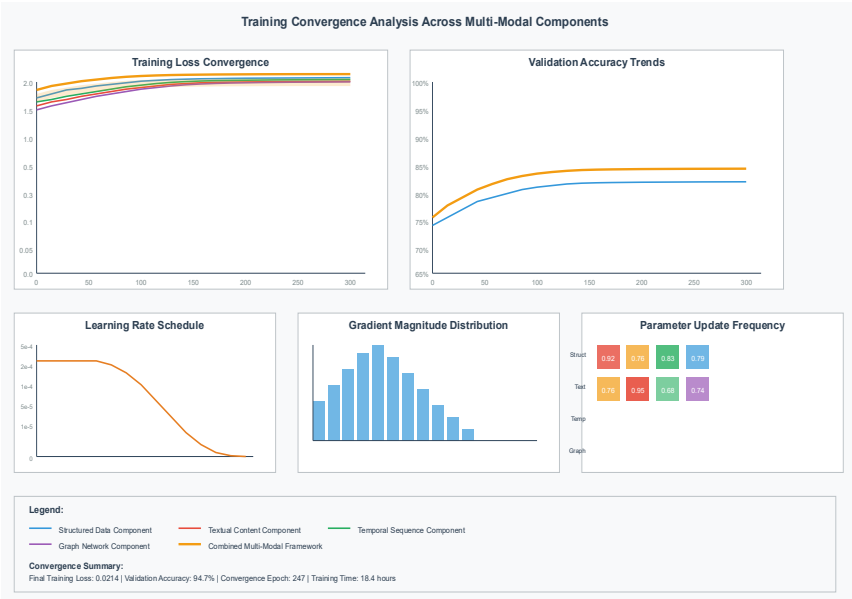 Training Convergence Analysis Across Multi-Modal Components
Training Loss Convergence
2.0
1.5
1.0
0.5
0.3
0.1
0.05
0.0
0 50 100 150 200 250 300
Validation Accuracy Trends
100%
95%
90%
85%
80%
75%
70%
65%
0 50 100 150 200 250 300
Learning Rate Schedule
5e-4
2e-4
1e-4
5e-5
1e-5
0
Gradient Magnitude Distribution
Parameter Update Frequency
Struct 0.92 0.78 0.83 0.79
Text 0.76 0.95 0.68 0.74
Temp
Graph
Legend:
Structured Data Component Textual Content Component Temporal Sequence Component
Graph Network Component Combined Multi-Modal Framework
Convergence Summary:
Final Training Loss: 0.0214 | Validation Accuracy: 94.7% | Convergence Epoch: 247 | Training Time: 18.4 hours